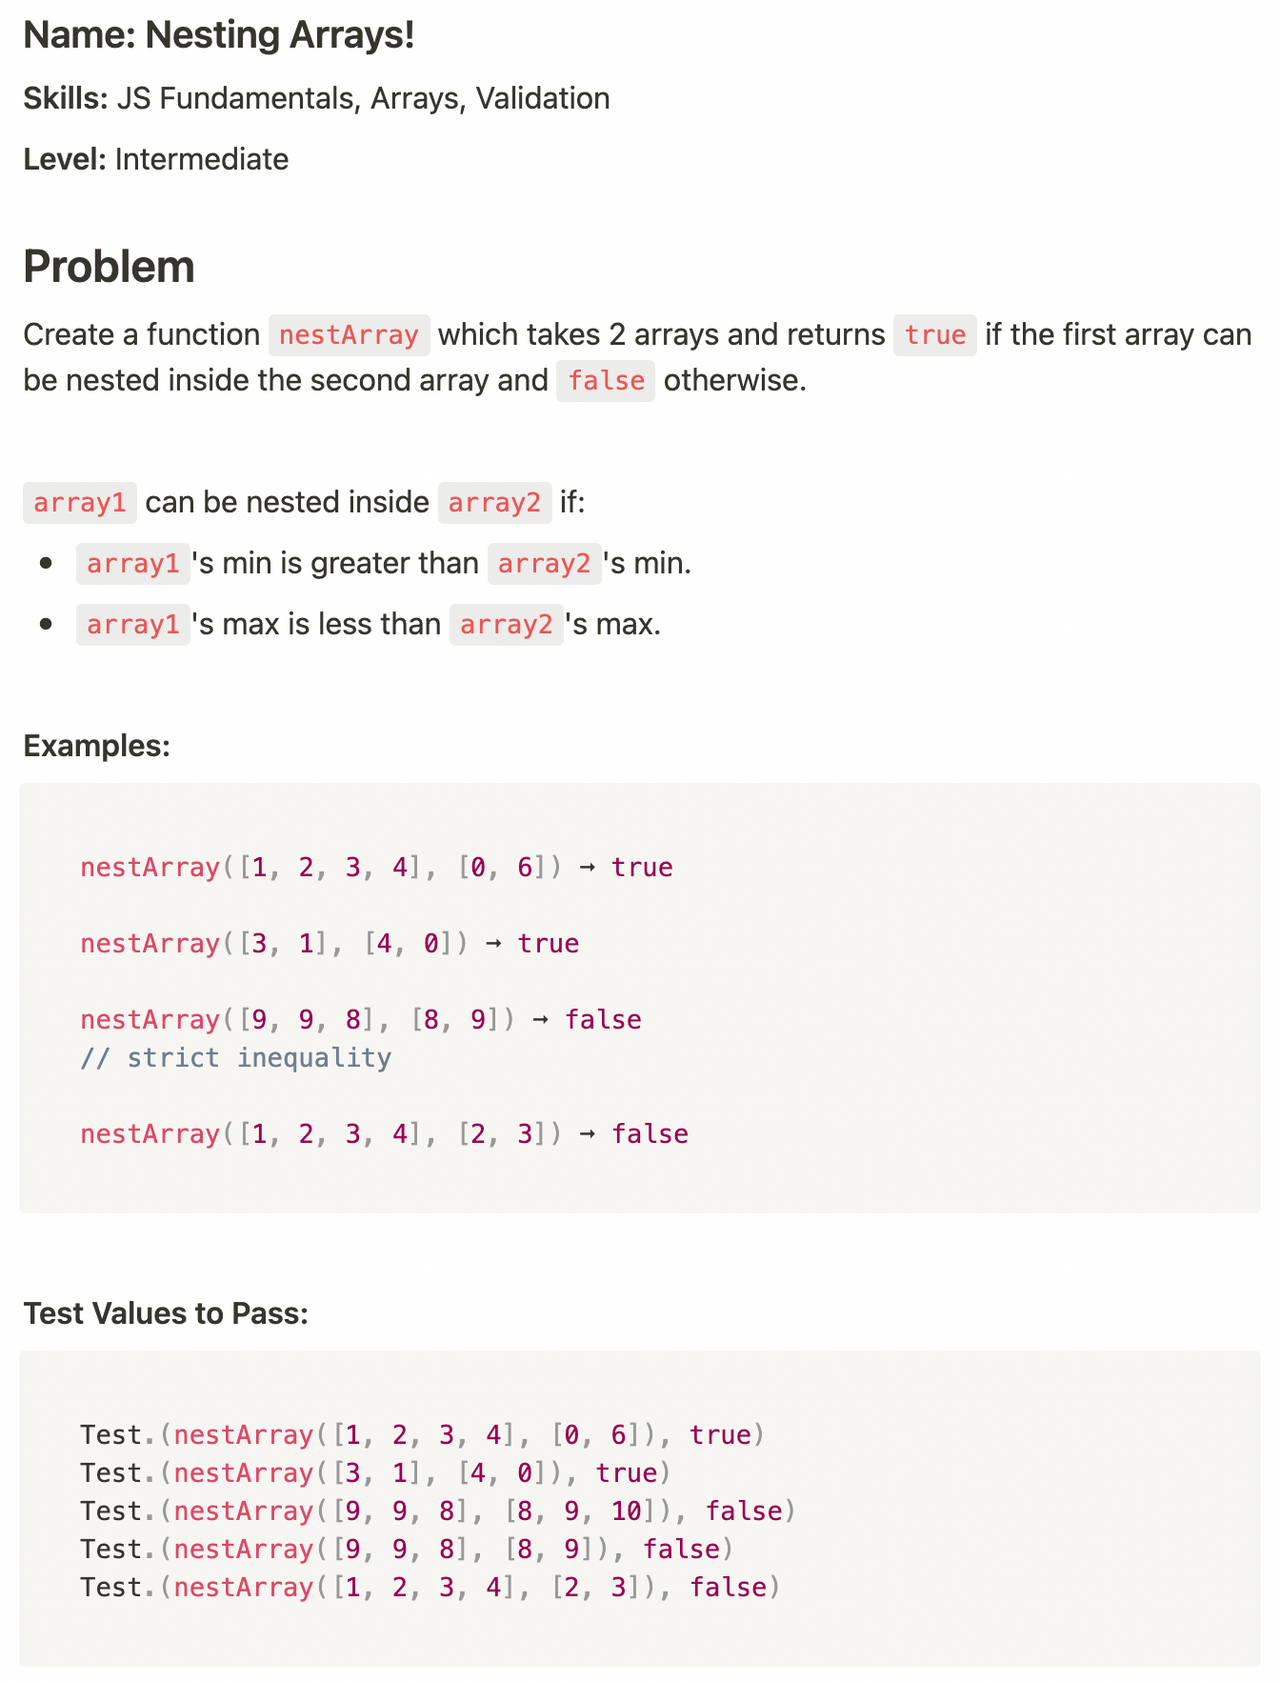 Name: Nesting Arrays!
Skills: JS Fundamentals, Arrays, Validation
Level: Intermediate
Problem
Create a function nestArray which takes 2 arrays and returns true if the first array can
be nested inside the second array and false otherwise.
array1 can be nested inside array2 if:
• array1's min is greater than array2's min.
• array1's max is less than array2's max.
Examples:
nestArray([1, 2, 3, 4], [0, 6]) → true
nestArray([3, 1], [4, 0]) → true
nestArray([9, 9, 8], [8, 9]) → false
// strict inequality
nestArray([1, 2, 3, 4], [2, 3]) → false
Test Values to Pass:
Test.(nestArray([1, 2, 3, 4], [0, 6]), true)
Test.(nestArray([3, 1], [4, 0]), true)
Test.(nestArray([9, 9, 8], [8, 9, 10]), false)
Test.(nestArray([9, 9, 8], [8, 9]), false)
Test.(nestArray([1, 2, 3, 4], [2, 3]), false)